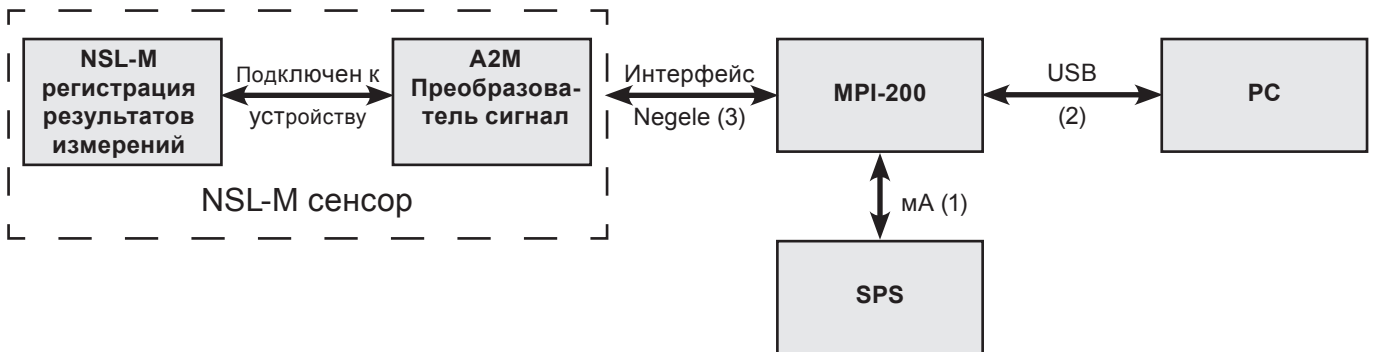 NSL-M
регистрация
результатов
измерений
Подключен к
устройству
A2M
Преобразова-
тель сигнал
NSL-M сенсор
Интерфейс
Negele (3)
MPI-200
USB
(2)
PC
мА (1)
SPS